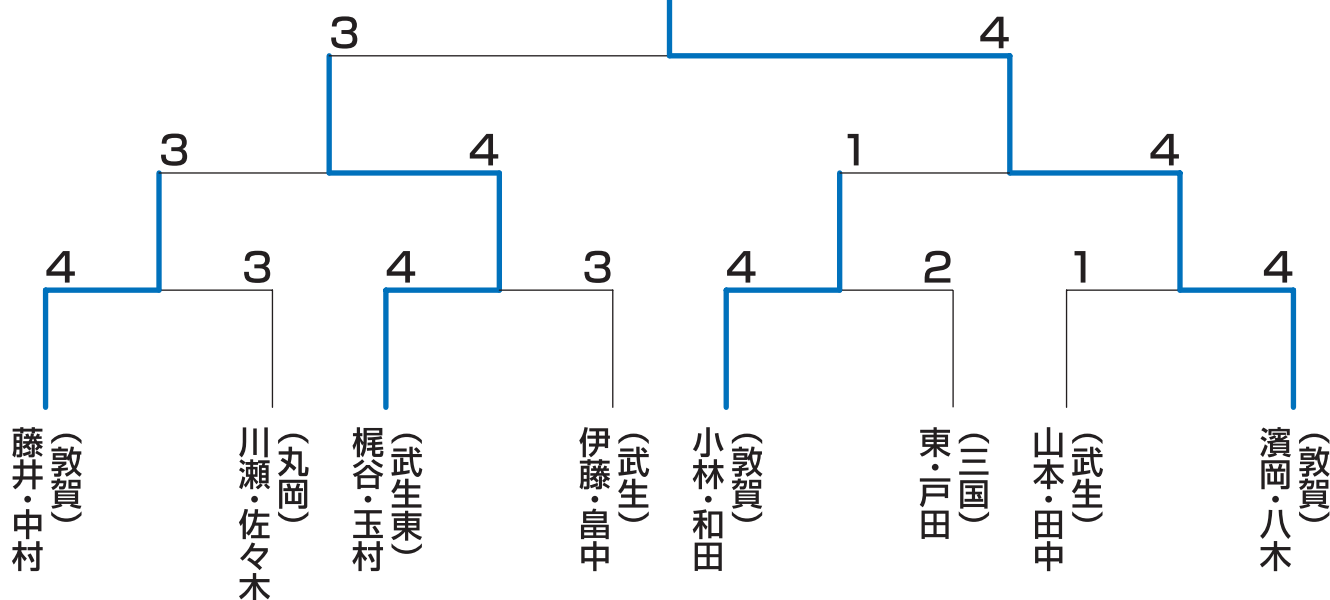 3
4
3
4
1
4
4
3
4
3
4
2
1
4
藤井・中村
（敦賀）
川瀬・佐々木
（丸岡）
梶谷・玉村
（武生東）
伊藤・畠中
（武生）
小林・和田
（敦賀）
東・戸田
（三国）
山本・田中
（武生）
濱岡・八木
（敦賀）